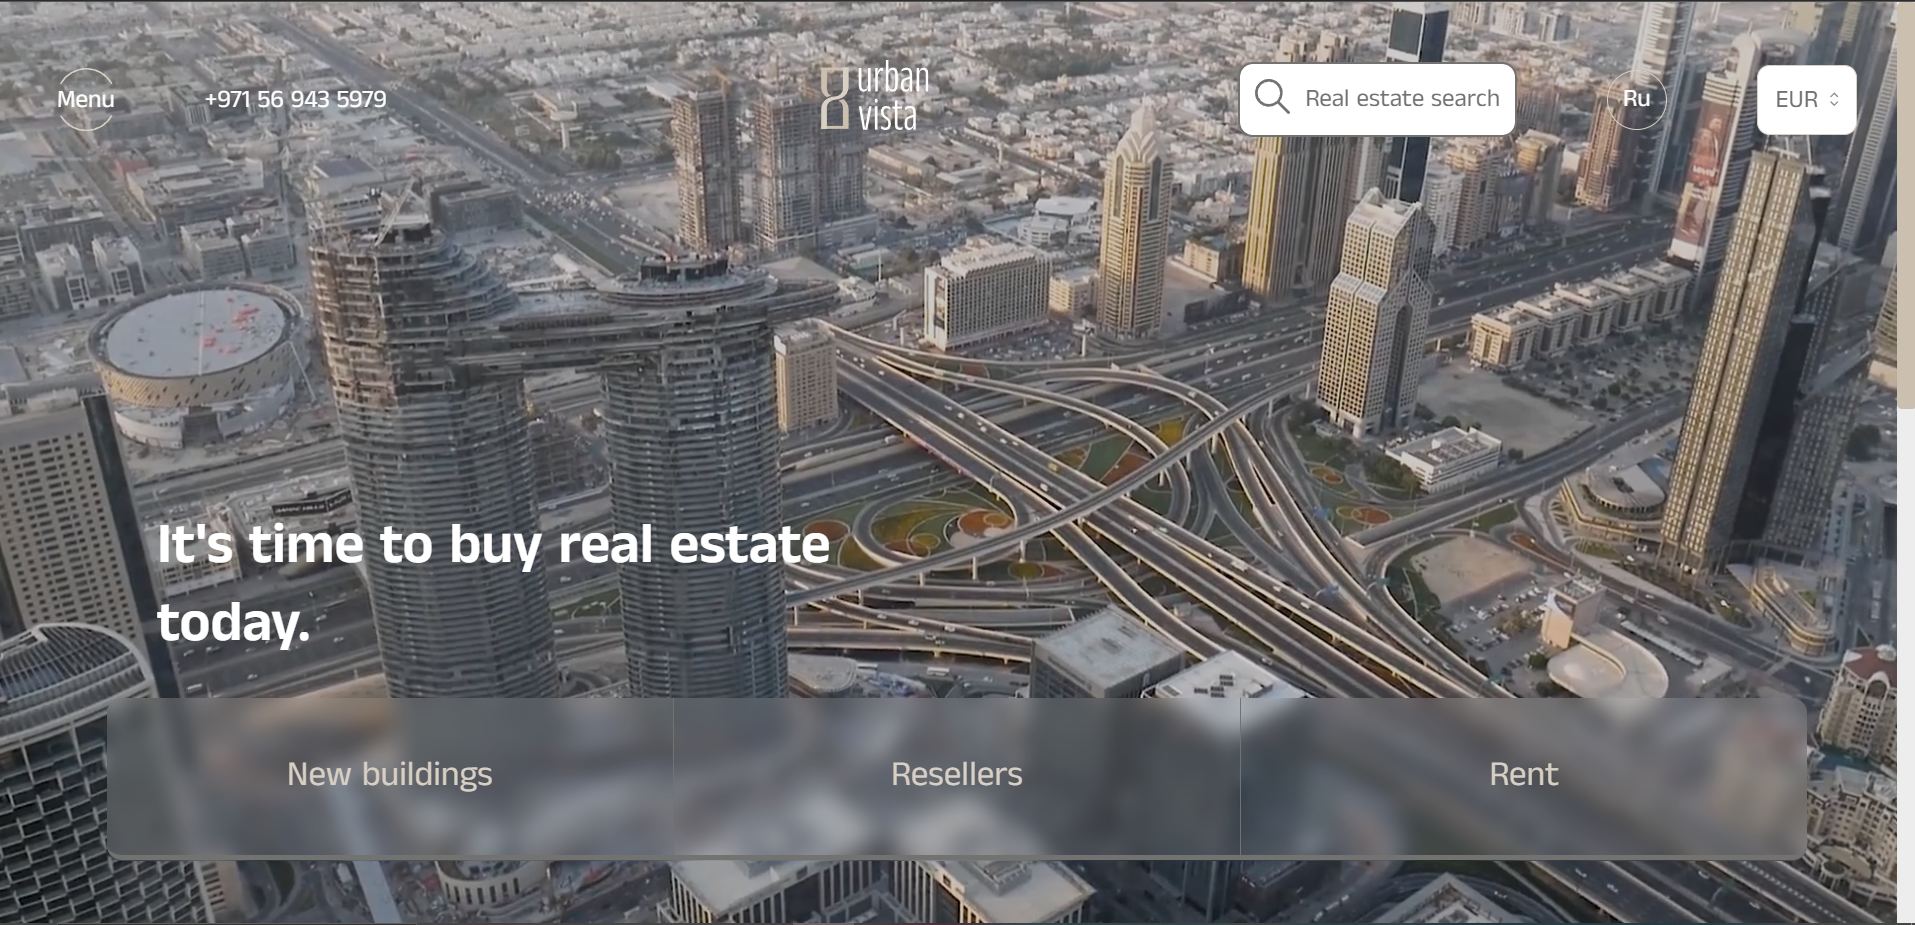 Menu
+971 56 943 5979
urban
vista
Real estate search
Ru
EUR
It's time to buy real estate
today.
New buildings
Resellers
Rent